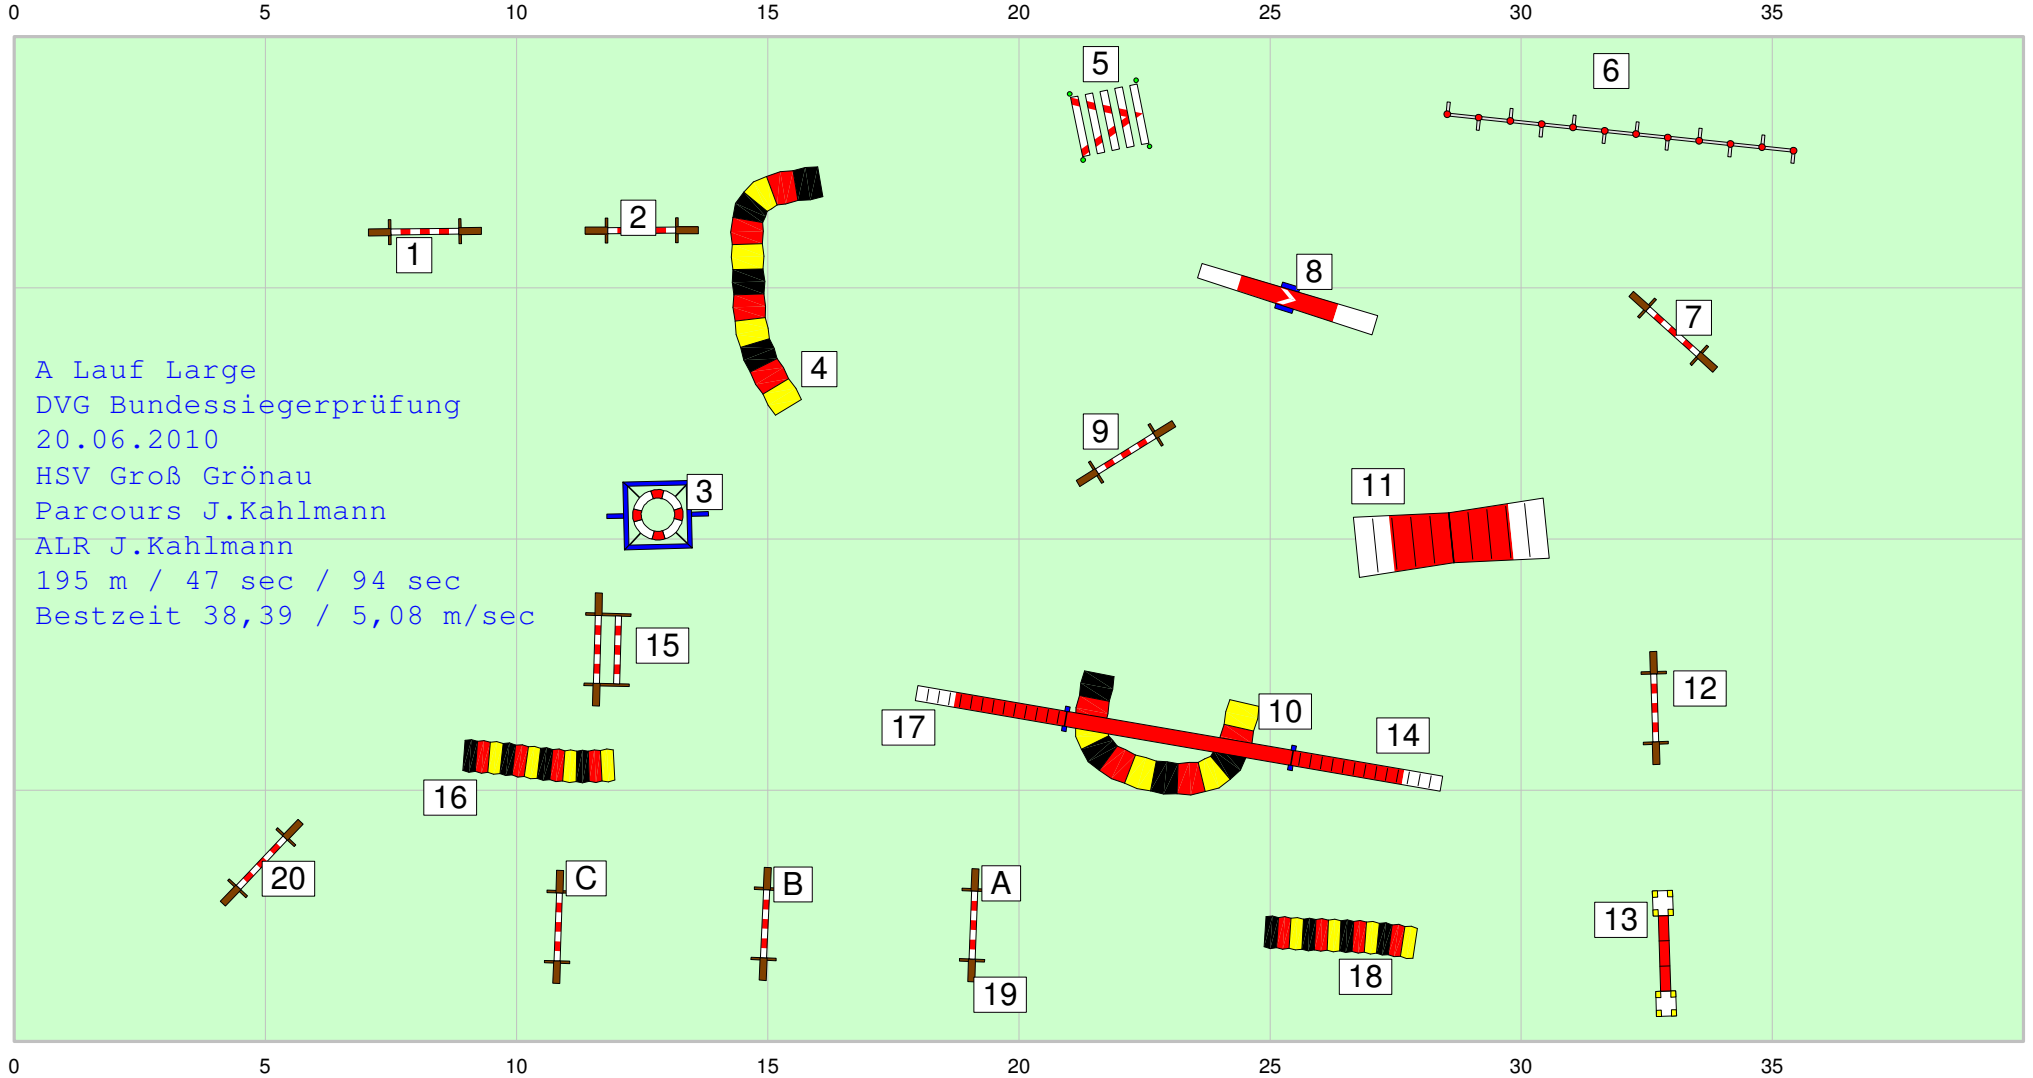 0 5 10 15 20 25 30 35
5
6
2
1
8
7
4
A Lauf Large
DVG Bundessiegerprüfung
20.06.2010
HSV Groß Grönau
Parcours J.Kahlmann
ALR J.Kahlmann
195 m / 47 sec / 94 sec
Bestzeit 38,39 / 5,08 m/sec
9
3
11
15
12
17
10
14
16
20
C
B
A
13
18
19
0 5 10 15 20 25 30 35